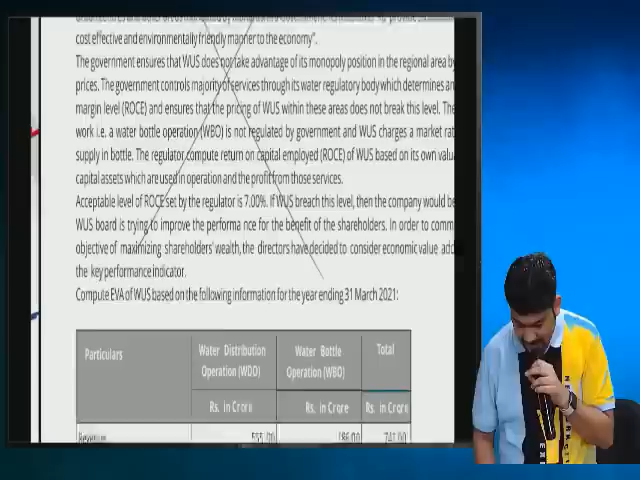 cost effective and environmentally friendly manner to the economy".
The government ensures that WUS does not take advantage of its monopoly position in the regional area by
prices. The government controls majority of services through its water regulatory body which determines an
margin level (ROCE) and ensures that the pricing of WUS within these areas does not break this level. The
work i.e. a water bottle operation (WBO) is not regulated by government and WUS charges a market rat
supply in bottle. The regulator compute return on capital employed (ROCE) of WUS based on its own valu
capital assets which are used in operation and the profit from those services.
Acceptable level of ROCE set by the regulator is 7.00%. If WUS breach this level, then the company would be
WUS board is trying to improve the performa nce for the benefit of the shareholders. In order to comm
objective of maximizing shareholders' wealth, the directors have decided to consider economic value add
the key performance indicator.
Compute EVA of WUS based on the following information for the year ending 31 March 2021:
Particulars
Water Distribution
Operation (WDO)
Water Bottle
Operation (WBO)
Total
Rs. in Crore
Rs. in Crore
Rs. in Crore